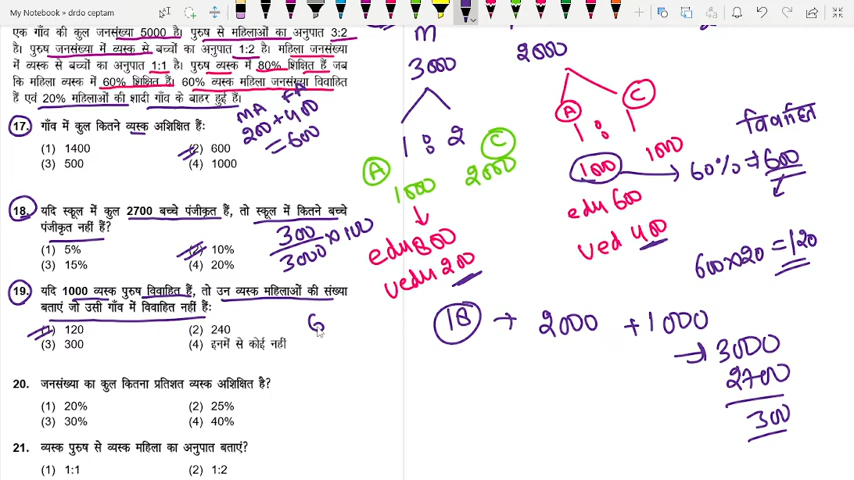 My Notebook > drdo ceptam
एक गाँव की कुल जनसंख्या 5000 है। पुरुष से महिलाओं का अनुपात 3:2
है। पुरुष जनसंख्या में व्यस्क से बच्चों का अनुपात 1:2 है। महिला जनसंख्या
में व्यस्क से बच्चों का अनुपात 1:1 है। पुरुष व्यस्क में 80% शिक्षित हैं जब
कि महिला व्यस्क में 60% शिक्षित हैं। 60% व्यस्क महिला जनसंख्या विवाहित
हैं एवं 20% महिलाओं की शादी गाँव के बाहर हुई हैं।
MA FA
200+400
=600
17. गाँव में कुल कितने व्यस्क अशिक्षित हैं:
(1) 1400 (2) 600
(3) 500 (4) 1000
18. यदि स्कूल में कुल 2700 बच्चे पंजीकृत हैं, तो स्कूल में कितने बच्चे
पंजीकृत नहीं हैं?
(1) 5% (2) 10%
(3) 15% (4) 20%
300
3000 × 100
19. यदि 1000 व्यस्क पुरुष विवाहित हैं, तो उन व्यस्क महिलाओं की संख्या
बताएं जो उसी गाँव में विवाहित नहीं हैं:
(1) 120 (2) 240
(3) 300 (4) इनमें से कोई नहीं
6
20. जनसंख्या का कुल कितना प्रतिशत व्यस्क अशिक्षित है?
(1) 20% (2) 25%
(3) 30% (4) 40%
21. व्यस्क पुरुष से व्यस्क महिला का अनुपात बताएं?
(1) 1:1 (2) 1:2
M
3000
1 : 2
A C
1000 2000
edu 800
uedu 200
2000
A C
1 : 1
1000 1000
edu 600
ued 400
विवाहित
60% → 600
600×20 = 120
18 → 2000 + 1000
→ 3000
2700
300